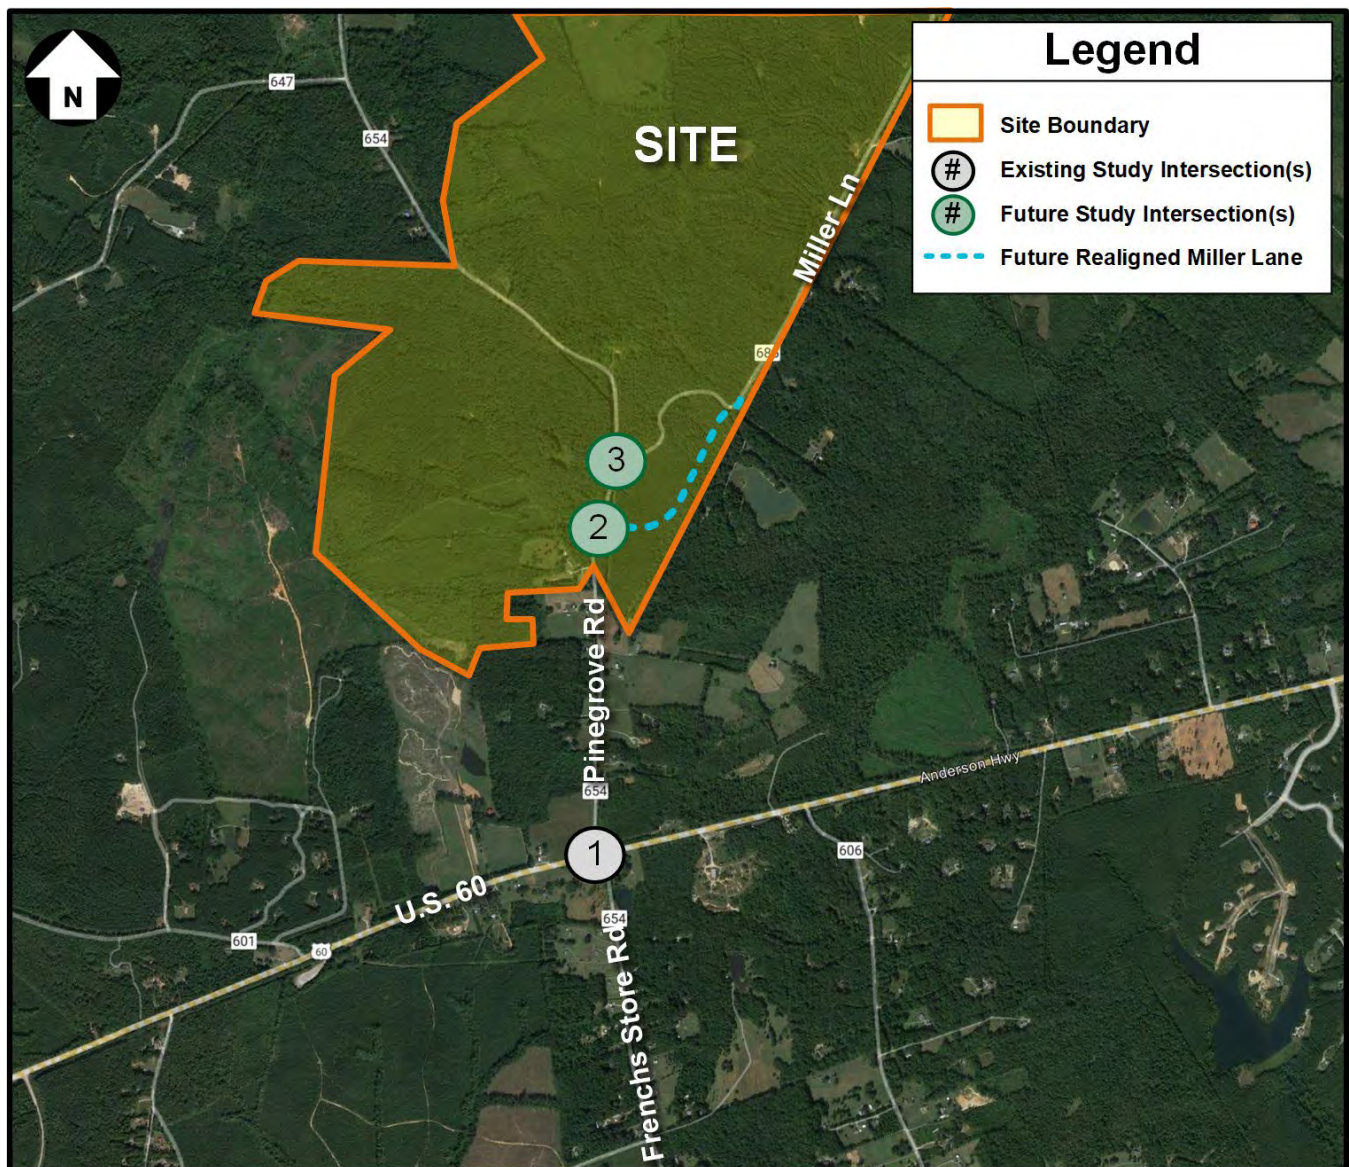 Legend
Site Boundary
# Existing Study Intersection(s)
# Future Study Intersection(s)
Future Realigned Miller Lane
N
647
654
SITE
Miller Ln
3
2
Pinegrove Rd
654
Anderson Hwy
1
606
U.S. 60
601
60
654
Frenchs Store Rd